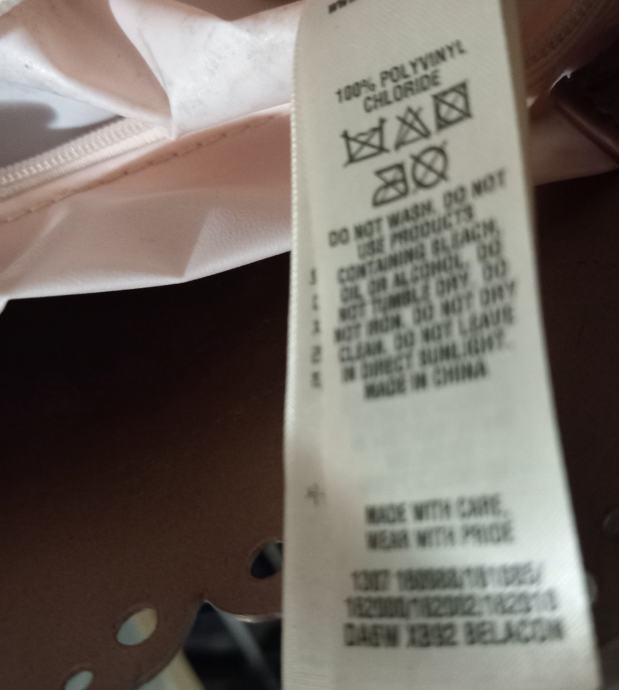 100% POLYVINYL
CHLORIDE
DO NOT WASH. DO NOT
USE PRODUCTS
CONTAINING BLEACH,
OIL OR ALCOHOL. DO
NOT TUMBLE DRY. DO
NOT IRON. DO NOT DRY
CLEAN. DO NOT LEAVE
IN DIRECT SUNLIGHT.
MADE IN CHINA
MADE WITH CARE,
WEAR WITH PRIDE
1307
BELACON